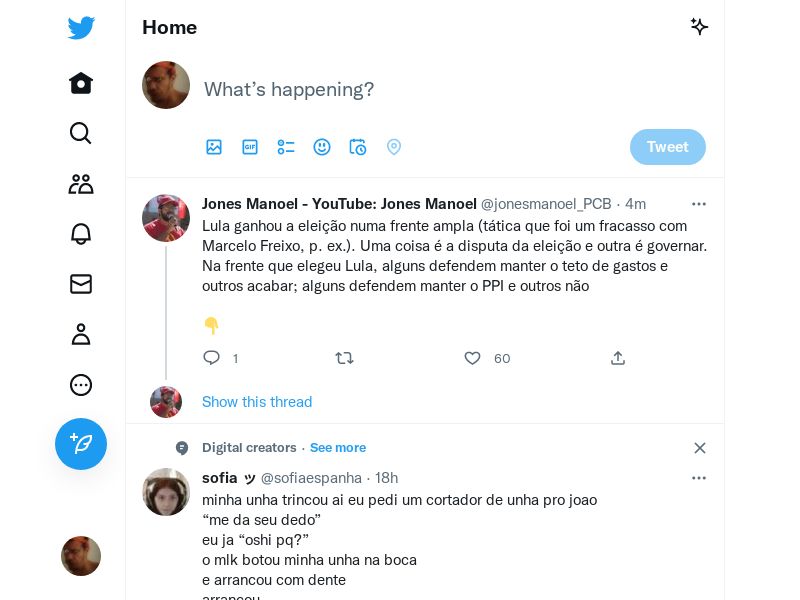 Home
What's happening?
GIF
Tweet
Jones Manoel - YouTube: Jones Manoel @jonesmanoel_PCB · 4m
Lula ganhou a eleição numa frente ampla (tática que foi um fracasso com
Marcelo Freixo, p. ex.). Uma coisa é a disputa da eleição e outra é governar.
Na frente que elegeu Lula, alguns defendem manter o teto de gastos e
outros acabar; alguns defendem manter o PPI e outros não
👇
1
60
Show this thread
Digital creators · See more
sofia ッ @sofiaespanha · 18h
minha unha trincou ai eu pedi um cortador de unha pro joao
“me da seu dedo”
eu ja “oshi pq?”
o mlk botou minha unha na boca
e arrancou com dente
arrancou